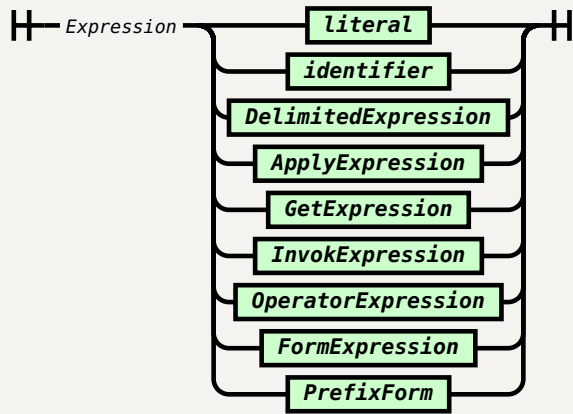 Expression
literal
identifier
DelimitedExpression
ApplyExpression
GetExpression
InvokExpression
OperatorExpression
FormExpression
PrefixForm